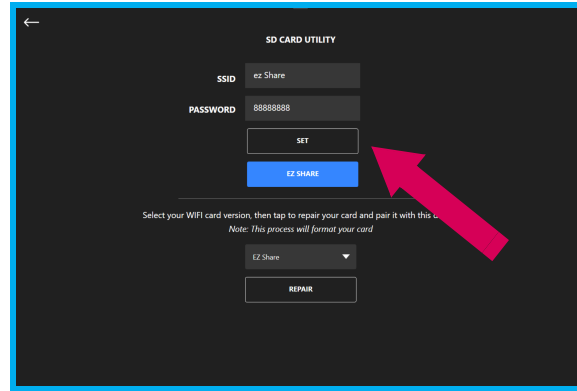 SD CARD UTILITY
SSID ez Share
PASSWORD 88888888
SET
EZ SHARE
Select your WIFI card version, then tap to repair your card and pair it with this
Note: This process will format your card
EZ Share
REPAIR